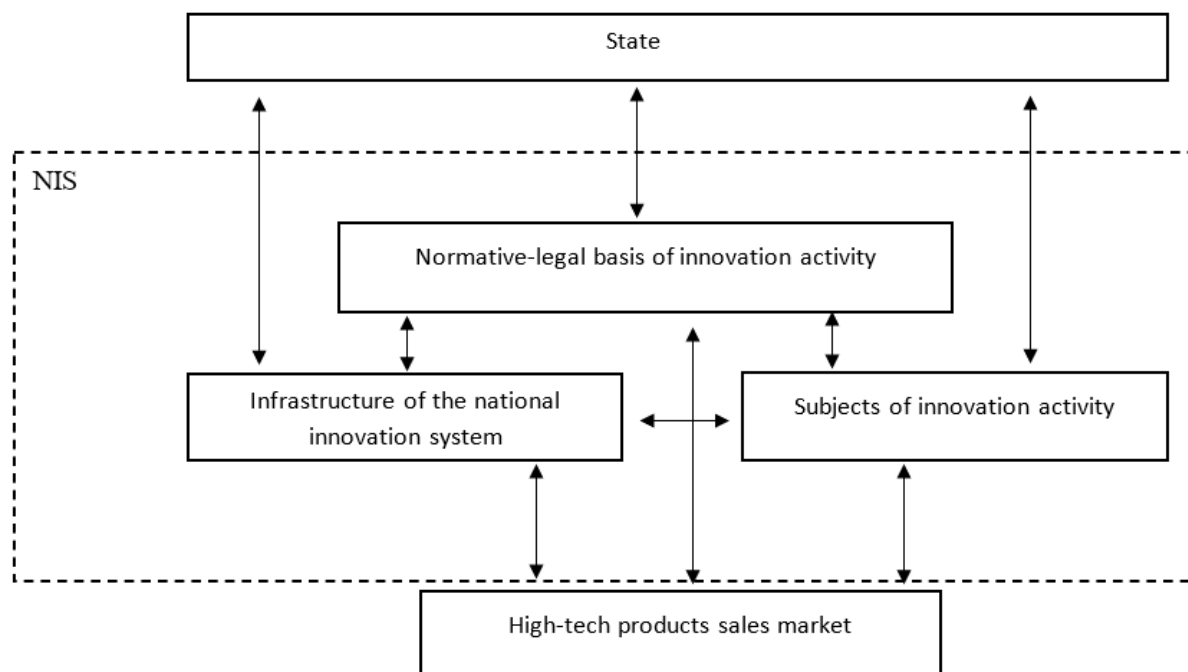 State
NIS
Normative-legal basis of innovation activity
Infrastructure of the national
innovation system
Subjects of innovation activity
High-tech products sales market